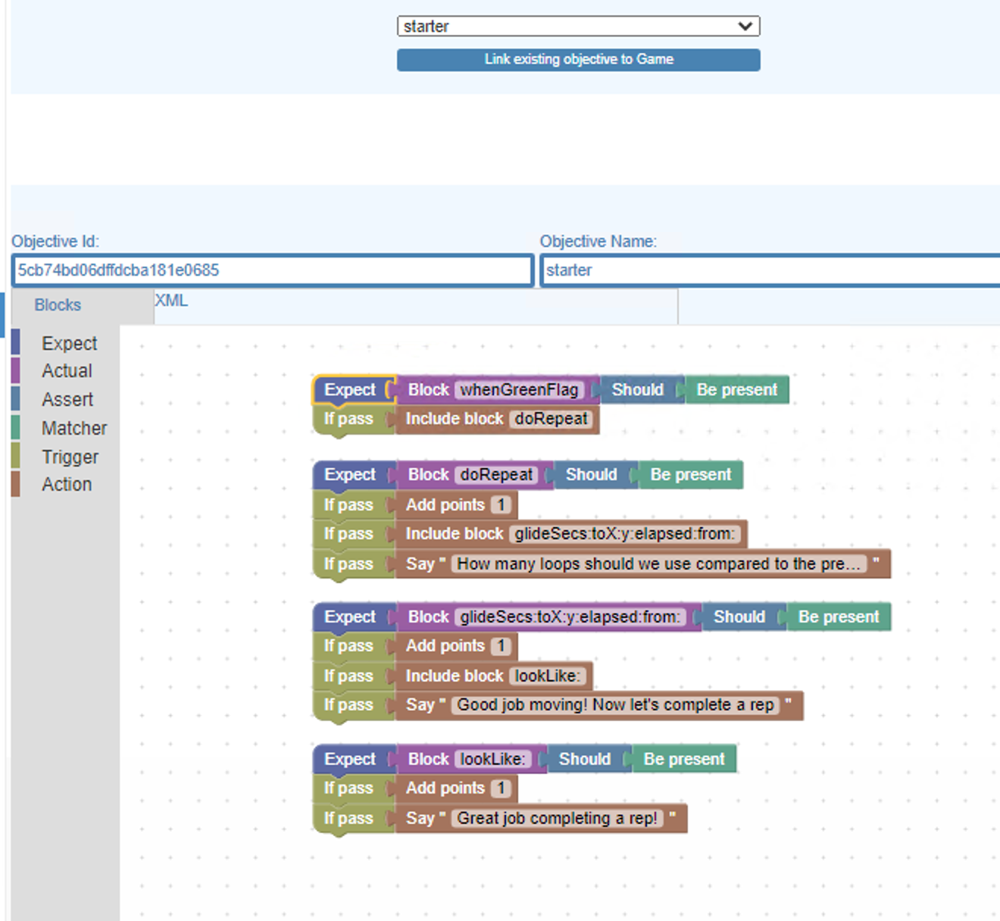 starter
Link existing objective to Game
Objective Id: Objective Name:
5cb74bd06dffdcba181e0685 starter
Blocks XML
Expect
Actual
Assert
Matcher
Trigger
Action
Expect Block whenGreenFlag Should Be present
If pass Include block doRepeat
Expect Block doRepeat Should Be present
If pass Add points 1
If pass Include block glideSecs:toX:y:elapsed:from:
If pass Say " How many loops should we use compared to the pre... "
Expect Block glideSecs:toX:y:elapsed:from: Should Be present
If pass Add points 1
If pass Include block lookLike:
If pass Say " Good job moving! Now let's complete a rep "
Expect Block lookLike: Should Be present
If pass Add points 1
If pass Say " Great job completing a rep! "